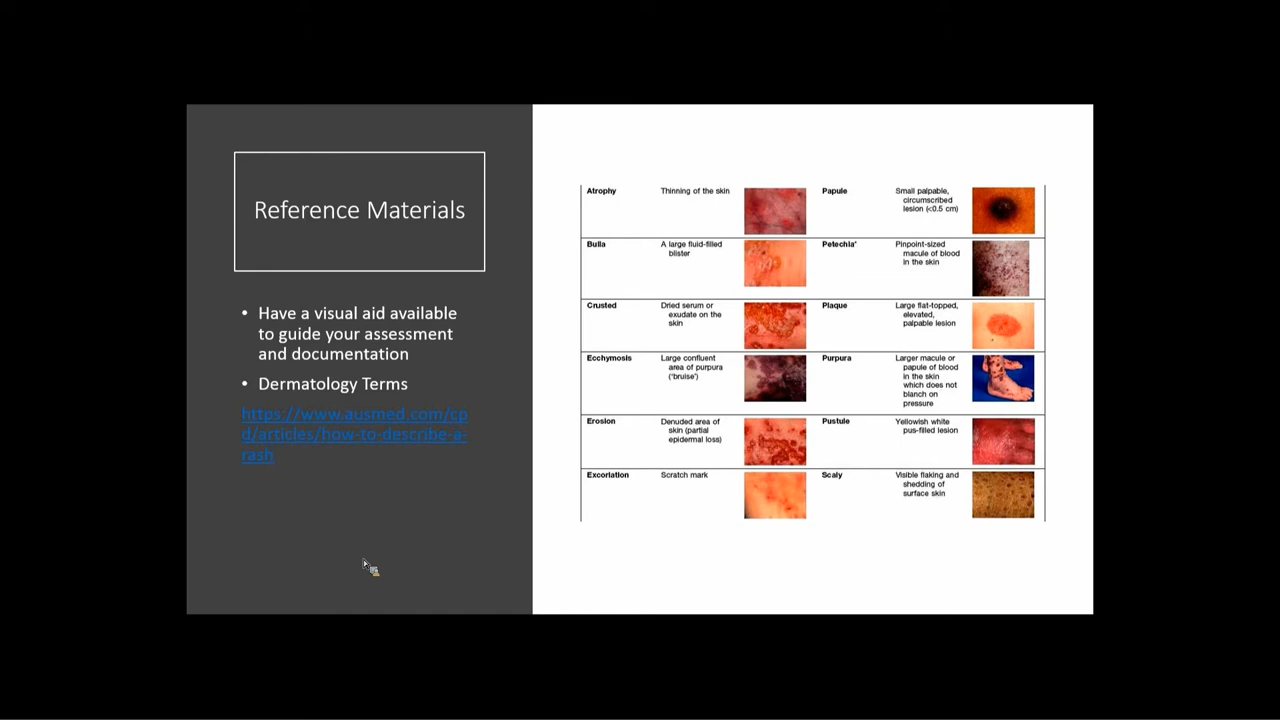 Reference Materials
• Have a visual aid available
to guide your assessment
and documentation
• Dermatology Terms
https://www.ausmed.com/cp
d/articles/how-to-describe-a-
rash
Atrophy
Thinning of the skin
Papule
Small palpable,
circumscribed
lesion (<0.5 cm)
Bulla
A large fluid-filled
blister
Petechia*
Pinpoint-sized
macule of blood
in the skin
Crusted
Dried serum or
exudate on the
skin
Plaque
Large flat-topped,
elevated,
palpable lesion
Ecchymosis
Large confluent
area of purpura
('bruise')
Purpura
Larger macule or
papule of blood
in the skin
which does not
blanch on
pressure
Erosion
Denuded area of
skin (partial
epidermal loss)
Pustule
Yellowish white
pus-filled lesion
Excoriation
Scratch mark
Scaly
Visible flaking and
shedding of
surface skin